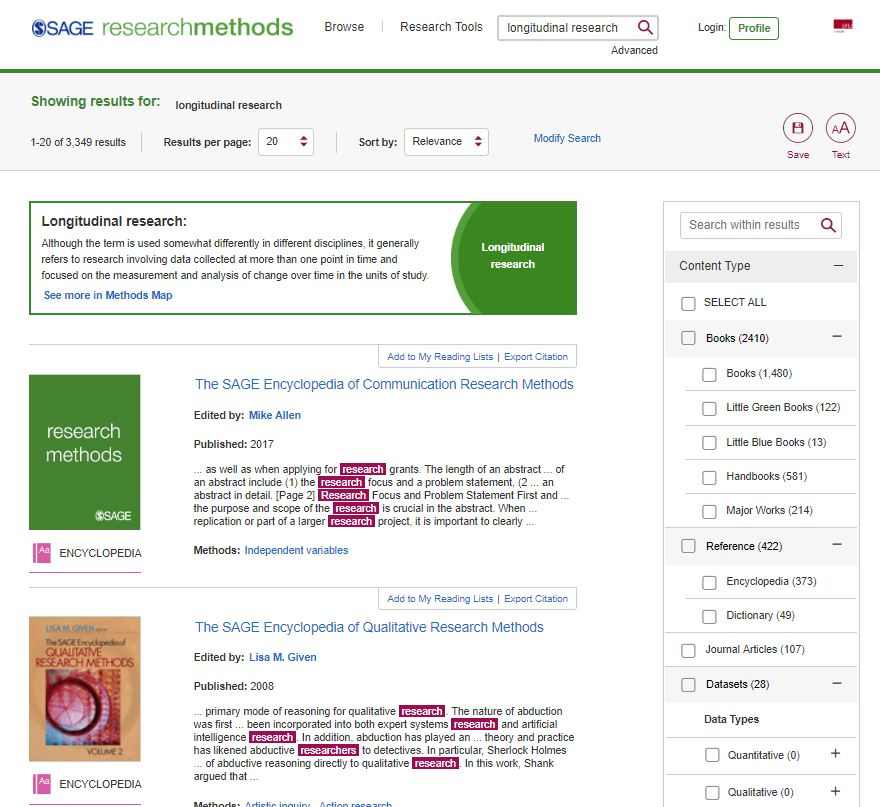 SAGE researchmethods
Browse
Research Tools
longitudinal research
Advanced
Login: Profile
Showing results for: longitudinal research
1-20 of 3,349 results
Results per page: 20
Sort by: Relevance
Modify Search
Save
AA
Text
Longitudinal research:
Although the term is used somewhat differently in different disciplines, it generally
refers to research involving data collected at more than one point in time and
focused on the measurement and analysis of change over time in the units of study.
See more in Methods Map
Longitudinal
research
Add to My Reading Lists | Export Citation
The SAGE Encyclopedia of Communication Research Methods
research
methods
SAGE
Aa ENCYCLOPEDIA
Edited by: Mike Allen
Published: 2017
... as well as when applying for research grants. The length of an abstract ... of
an abstract include (1) the research focus and a problem statement, (2 ... an
abstract in detail. [Page 2] Research Focus and Problem Statement First and ...
the purpose and scope of the research is crucial in the abstract. When ...
replication or part of a larger research project, it is important to clearly ...
Methods: Independent variables
Add to My Reading Lists | Export Citation
The SAGE Encyclopedia of Qualitative Research Methods
LISA M. GIVEN
The SAGE Encyclopedia of
QUALITATIVE
RESEARCH METHODS
VOLUME 2
Aa ENCYCLOPEDIA
Edited by: Lisa M. Given
Published: 2008
... primary mode of reasoning for qualitative research. The nature of abduction
was first ... been incorporated into both expert systems research and artificial
intelligence research. In addition, abduction has played an ... theory and practice
has likened abductive researchers to detectives. In particular, Sherlock Holmes
... of abductive reasoning directly to qualitative research. In this work, Shank
argued that ...
Methods: Artistic inquiry, Action research
Search within results
Content Type
SELECT ALL
Books (2410)
Books (1,480)
Little Green Books (122)
Little Blue Books (13)
Handbooks (581)
Major Works (214)
Reference (422)
Encyclopedia (373)
Dictionary (49)
Journal Articles (107)
Datasets (28)
Data Types
Quantitative (0)
Qualitative (0)